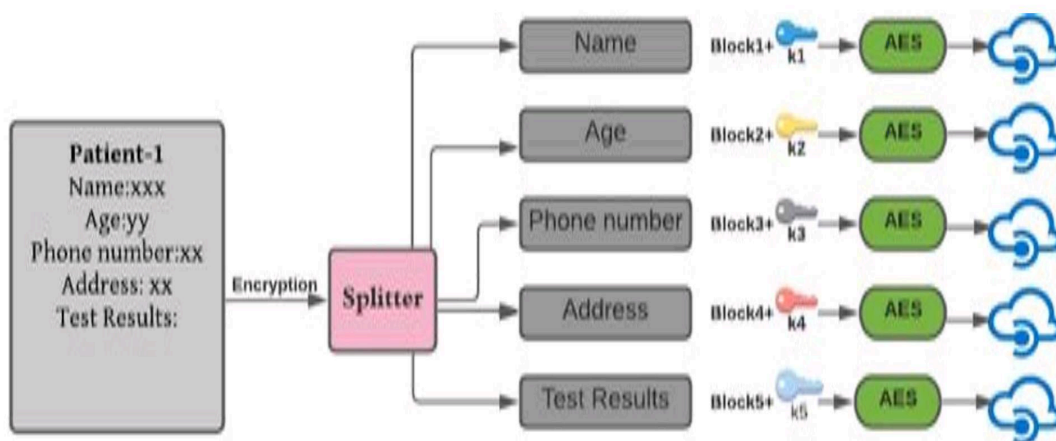 Patient-1
Name:xxx
Age:yy
Phone number:xx
Address: xx
Test Results:
Encryption
Splitter
Name
Block1+
k1
AES
Age
Block2+
k2
AES
Phone number
Block3+
k3
AES
Address
Block4+
k4
AES
Test Results
Block5+
k5
AES